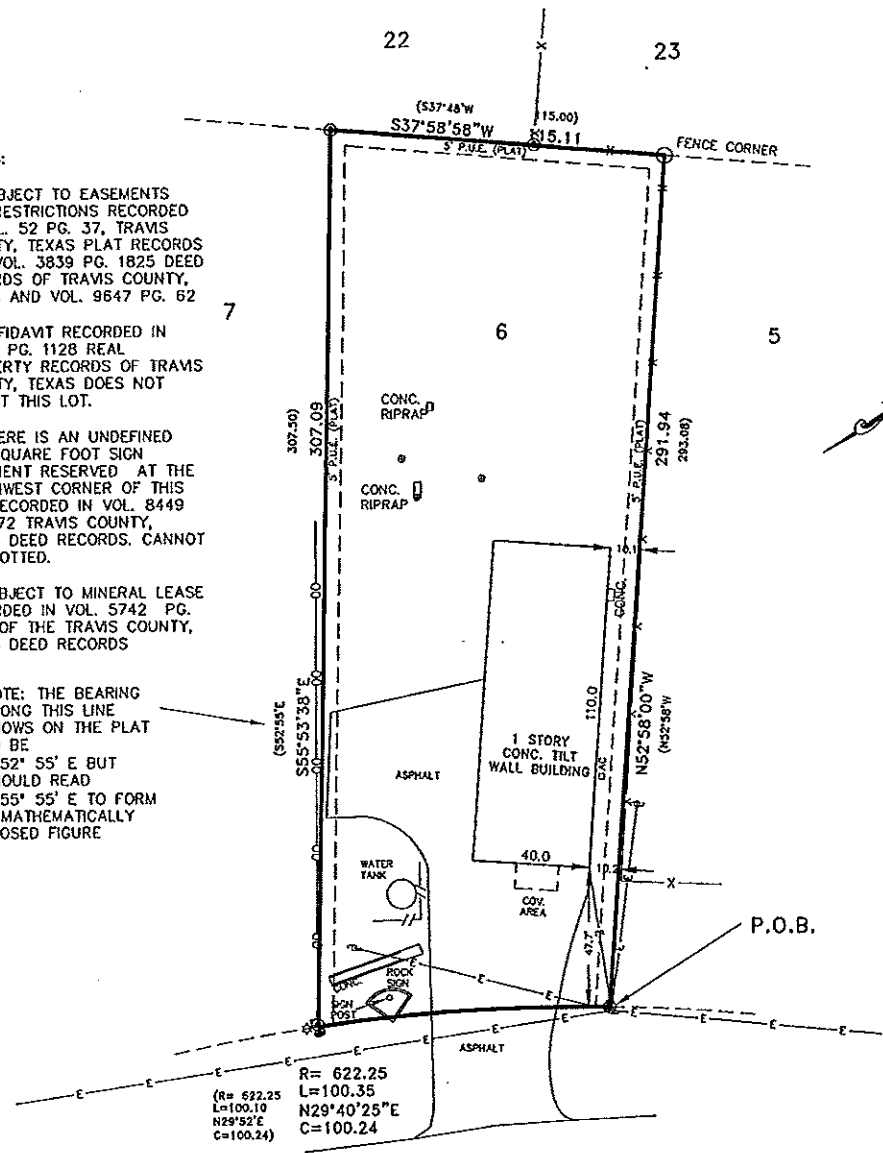 22
23
(S37°48'W
115.00)
S37°58'58"W
115.11
5' P.U.E. (PLAT)
FENCE CORNER
S:
BJECT TO EASEMENTS
RESTRICTIONS RECORDED
L. 52 PG. 37, TRAVIS
TY, TEXAS PLAT RECORDS
VOL. 3839 PG. 1825 DEED
RDS OF TRAVIS COUNTY,
AND VOL. 9647 PG. 62
7
6
5
FIDAVIT RECORDED IN
PG. 1128 REAL
ERTY RECORDS OF TRAVIS
TY, TEXAS DOES NOT
T THIS LOT.
ERE IS AN UNDEFINED
QUARE FOOT SIGN
MENT RESERVED AT THE
HWEST CORNER OF THIS
RECORDED IN VOL. 8449
72 TRAVIS COUNTY,
DEED RECORDS. CANNOT
OTTED.
BJECT TO MINERAL LEASE
RDED IN VOL. 5742 PG.
OF THE TRAVIS COUNTY,
DEED RECORDS
OTE: THE BEARING
ONG THIS LINE
OWS ON THE PLAT
BE
52° 55' E BUT
OULD READ
55° 55' E TO FORM
MATHEMATICALLY
OSED FIGURE
307.50)
307.09
5' P.U.E. (PLAT)
(S52°55'E
S55°53'38"E
CONC.
RIPRAP
CONC.
RIPRAP
291.94
293.08)
5' P.U.E. (PLAT)
10.1
CONC.
110.0
N52°58'00"W
(N52°58'W
1 STORY
CONC. TILT
WALL BUILDING
ASPHALT
40.0
10.2
COV.
AREA
47.7
WATER
TANK
P.O.B.
CONC.
ROCK
SIGN
SIGN
POST
ASPHALT
(R= 622.25
L=100.10
N29°52'E
C=100.24)
R= 622.25
L=100.35
N29°40'25"E
C=100.24